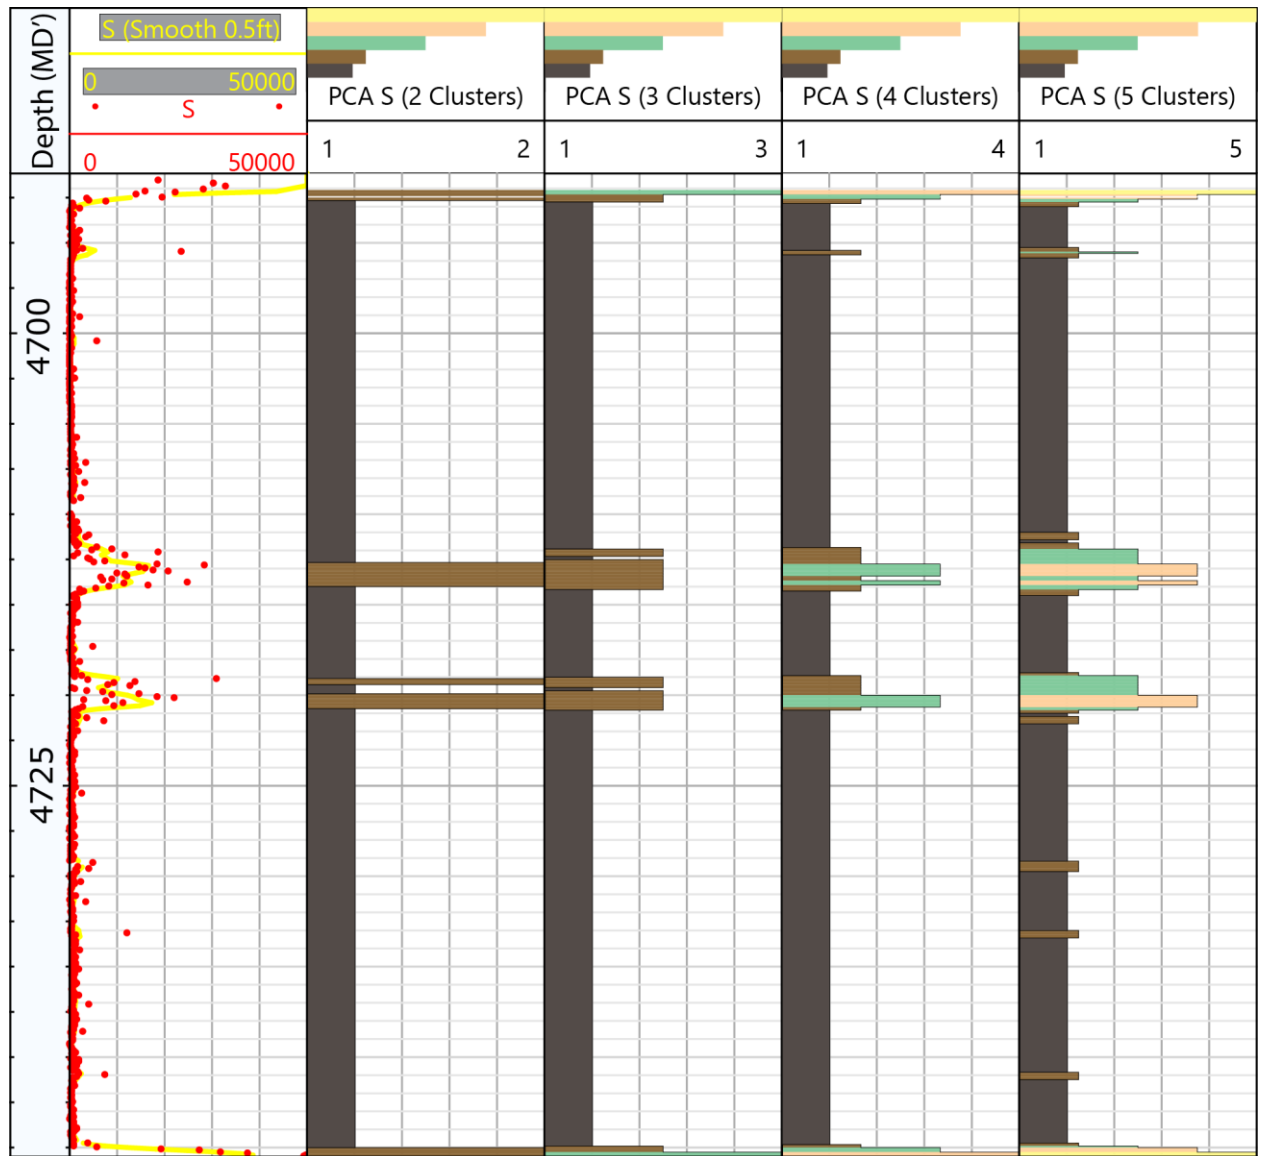 Depth (MD')
S (Smooth 0.5ft)
0 50000
S
0 50000
PCA S (2 Clusters)
1 2
PCA S (3 Clusters)
1 3
PCA S (4 Clusters)
1 4
PCA S (5 Clusters)
1 5
4700
4725